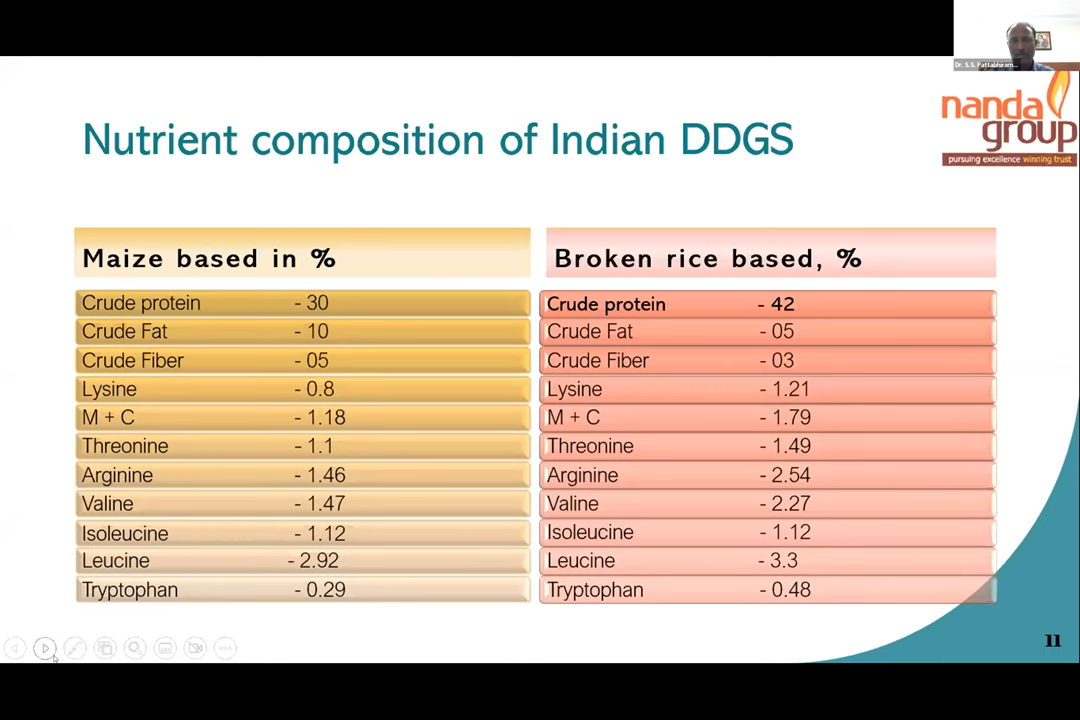 Dr. S.S. Pattabhiram...
nanda
group
pursuing excellence winning trust
Nutrient composition of Indian DDGS
Maize based in %
Crude protein - 30
Crude Fat - 10
Crude Fiber - 05
Lysine - 0.8
M + C - 1.18
Threonine - 1.1
Arginine - 1.46
Valine - 1.47
Isoleucine - 1.12
Leucine - 2.92
Tryptophan - 0.29
Broken rice based, %
Crude protein - 42
Crude Fat - 05
Crude Fiber - 03
Lysine - 1.21
M + C - 1.79
Threonine - 1.49
Arginine - 2.54
Valine - 2.27
Isoleucine - 1.12
Leucine - 3.3
Tryptophan - 0.48
11